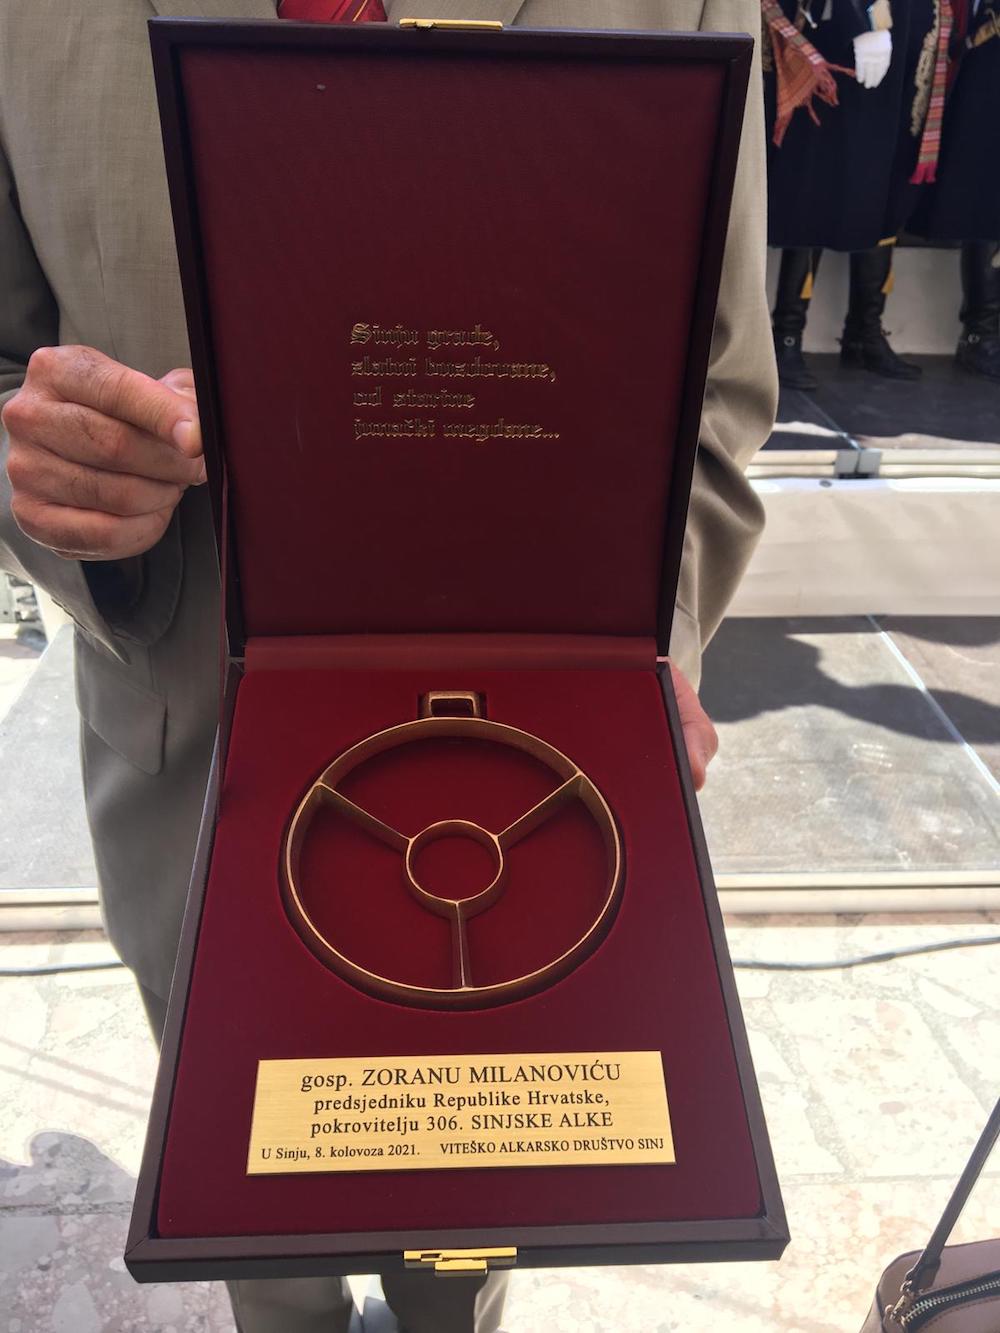 Sinju grade,
zlatni buzdovane,
od starine
junački megdane...
gosp. ZORANU MILANOVIĆU
predsjedniku Republike Hrvatske,
pokrovitelju 306. SINJSKE ALKE
U Sinju, 8. kolovoza 2021. VITEŠKO ALKARSKO DRUŠTVO SINJ